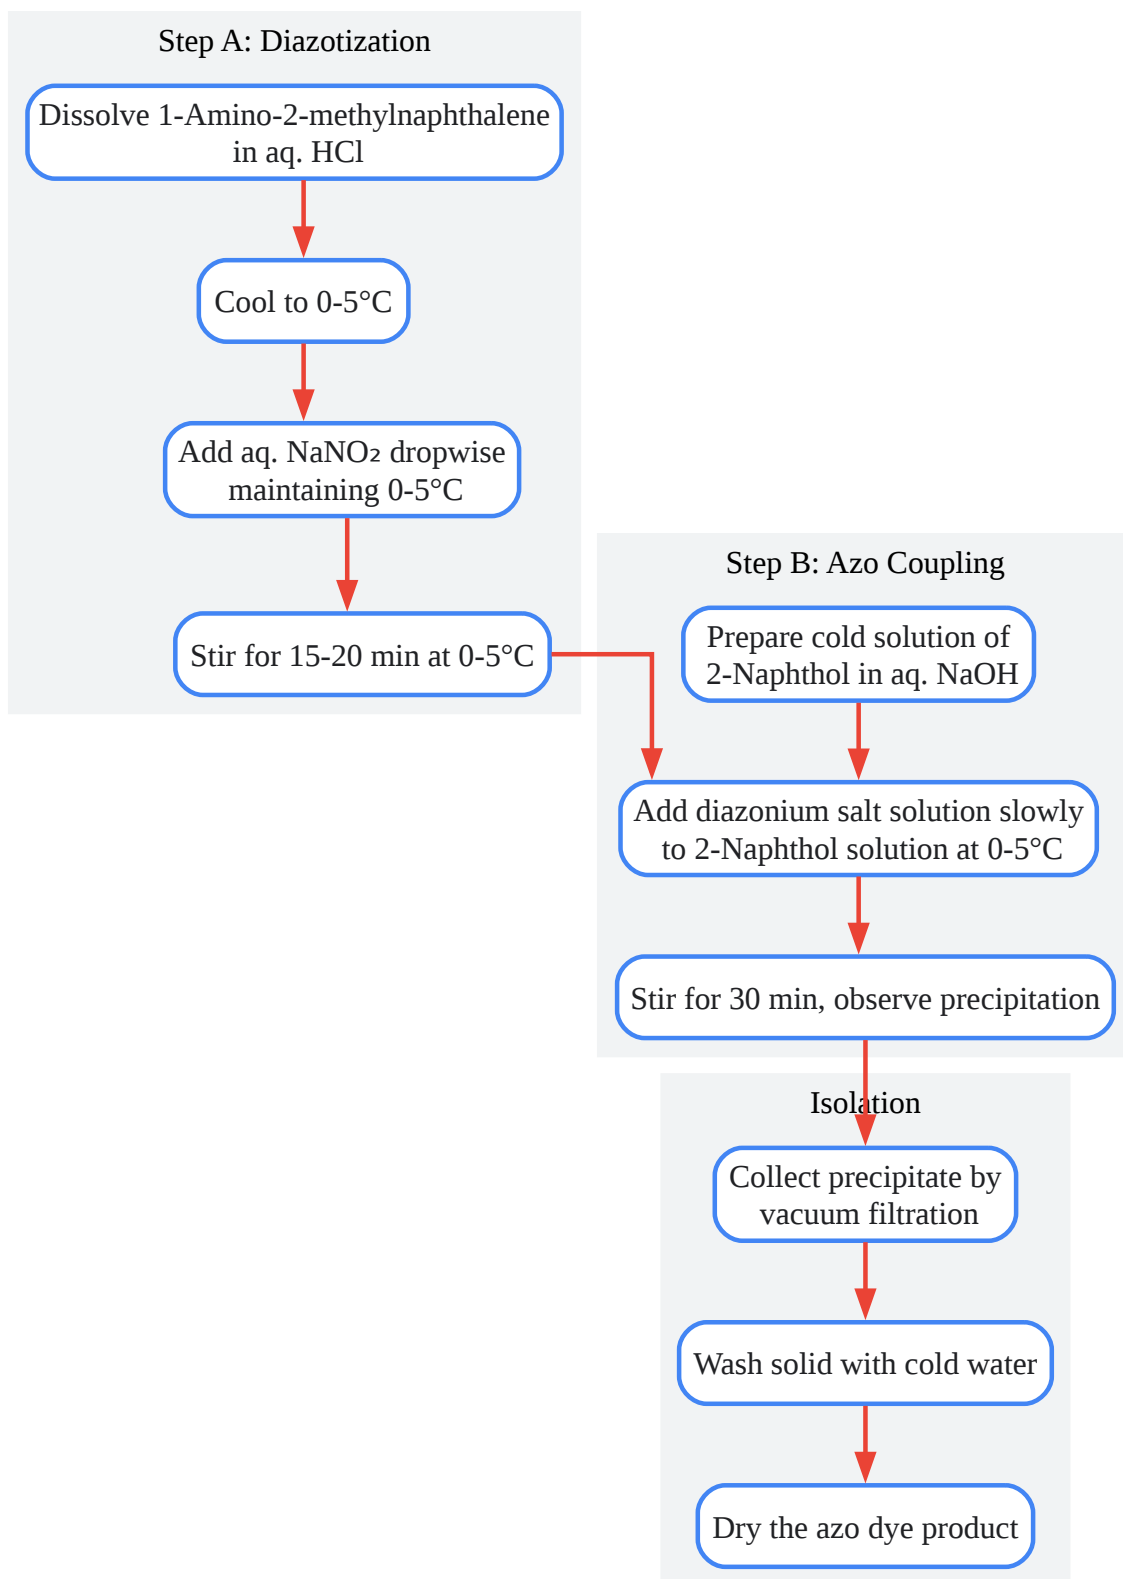 Step A: Diazotization
Dissolve 1-Amino-2-methylnaphthalene
in aq. HCl
Cool to 0-5°C
Add aq. NaNO₂ dropwise
maintaining 0-5°C
Stir for 15-20 min at 0-5°C
Step B: Azo Coupling
Prepare cold solution of
2-Naphthol in aq. NaOH
Add diazonium salt solution slowly
to 2-Naphthol solution at 0-5°C
Stir for 30 min, observe precipitation
Isolation
Collect precipitate by
vacuum filtration
Wash solid with cold water
Dry the azo dye product